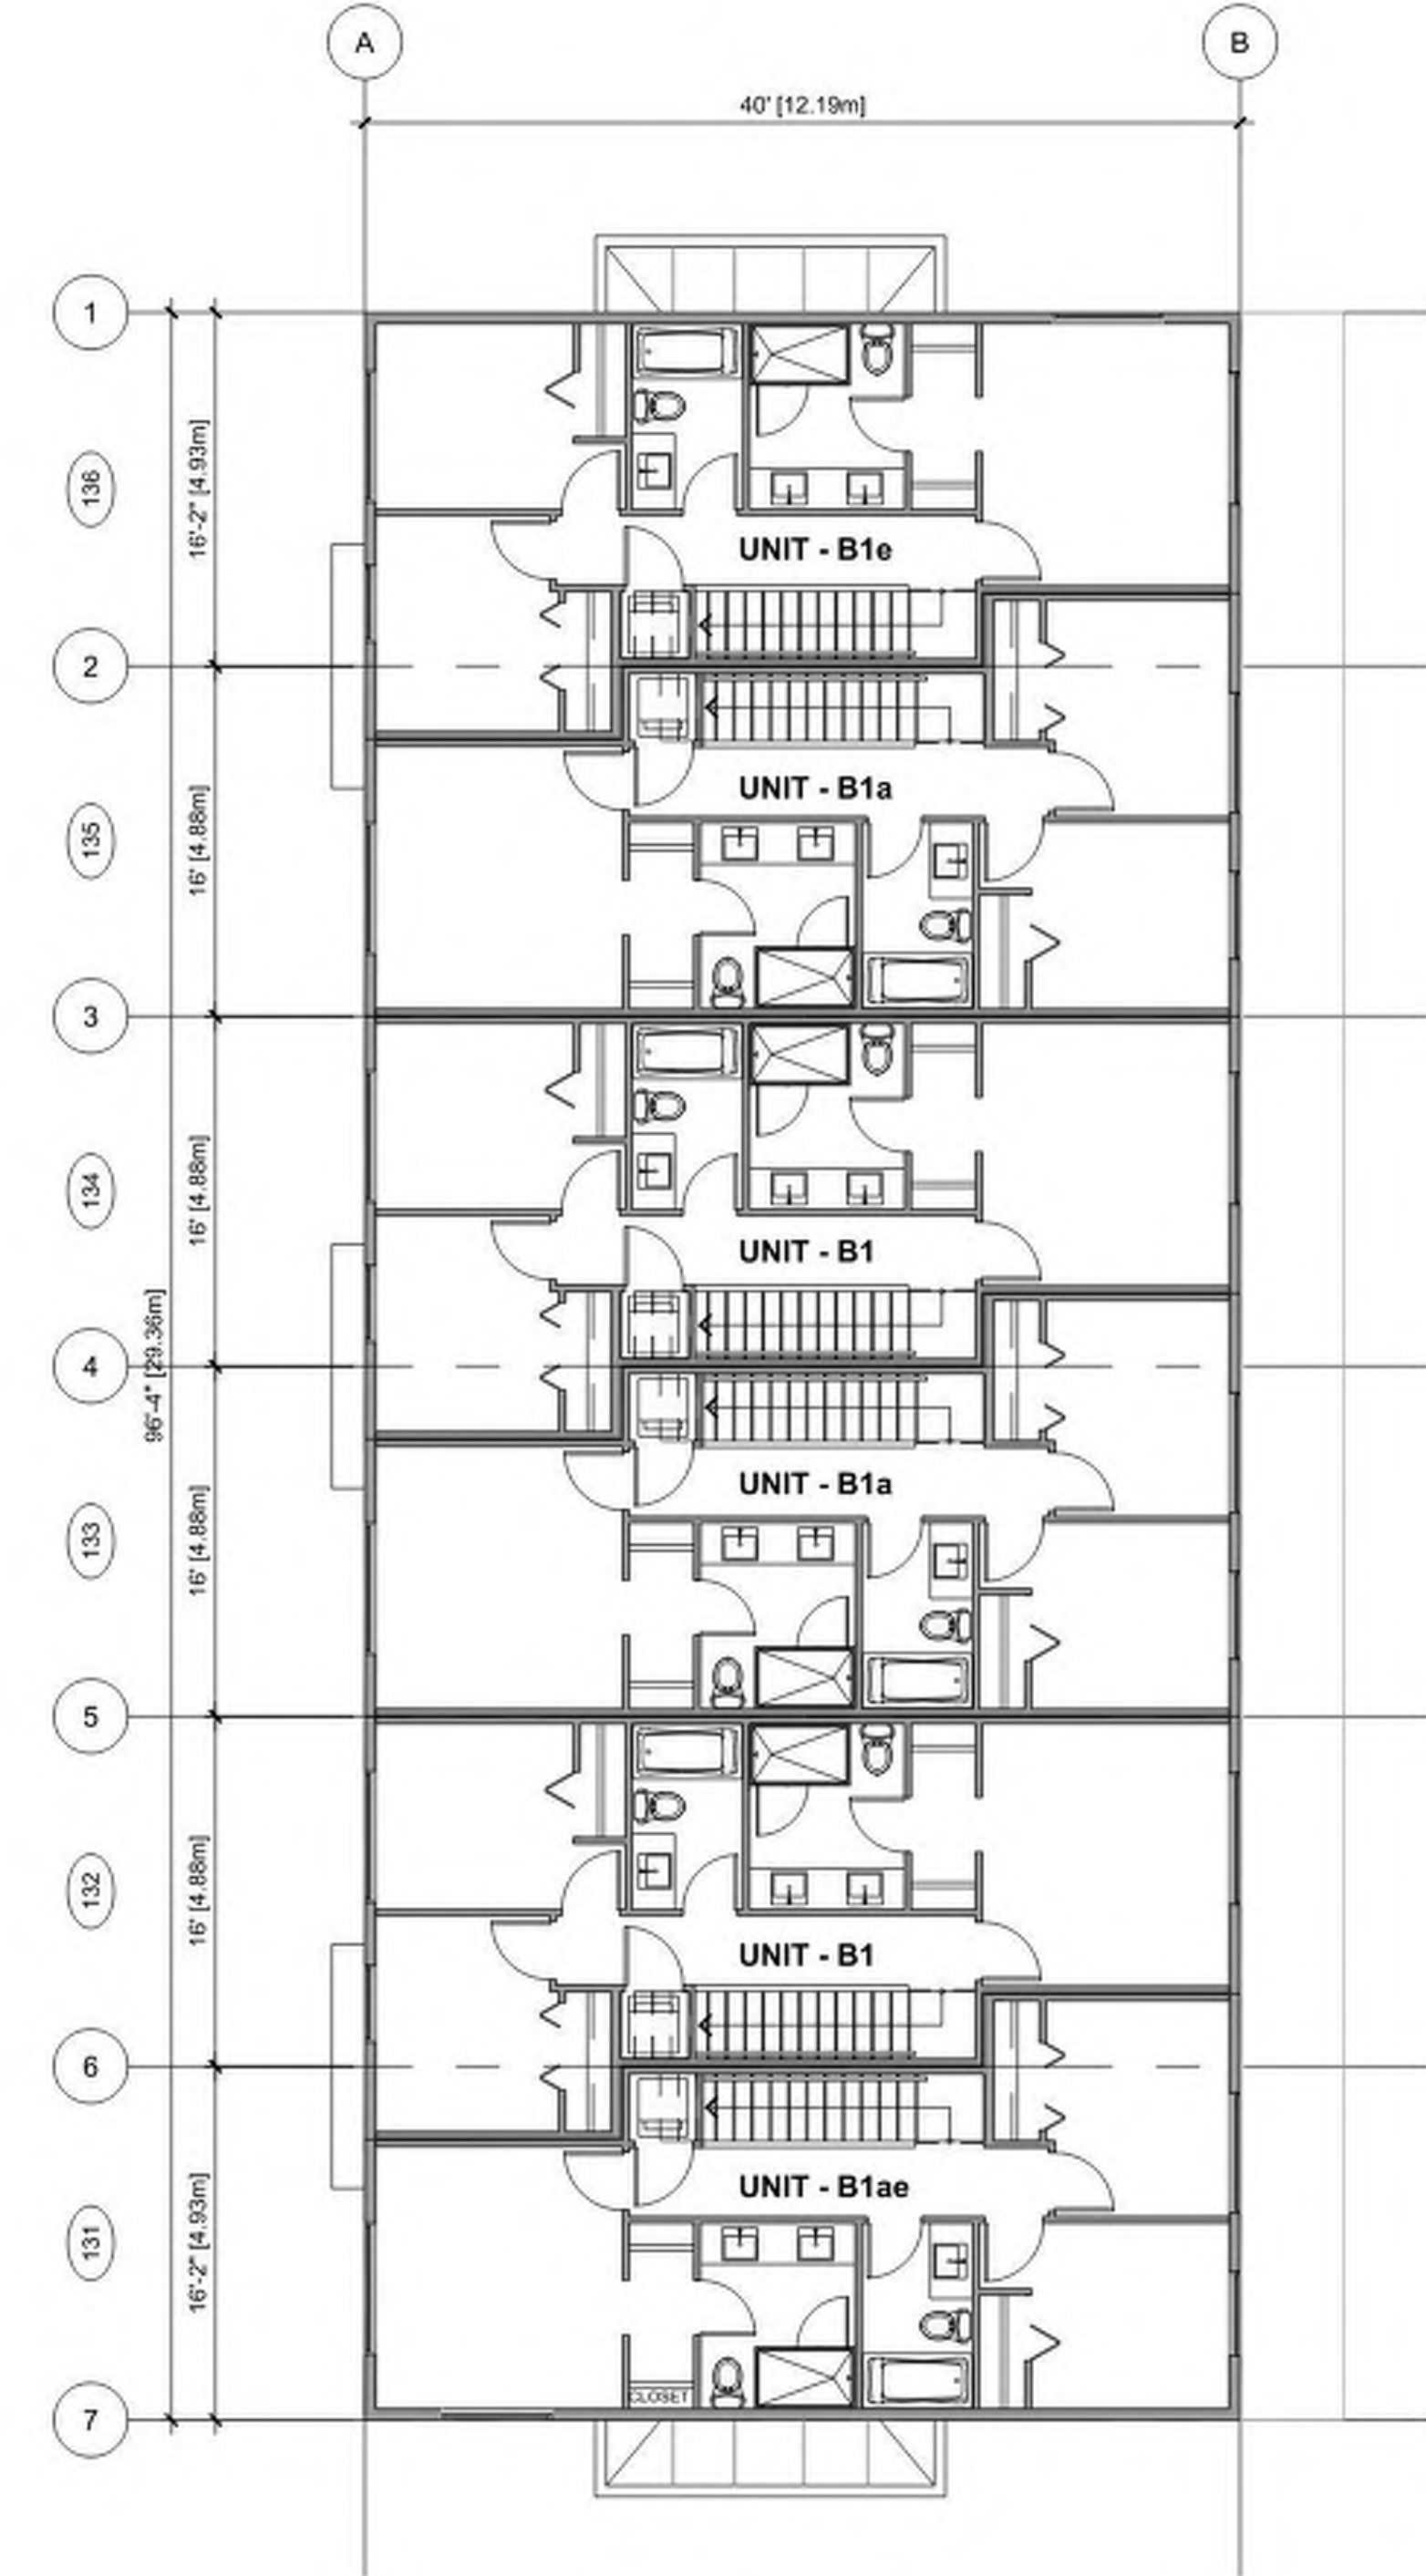 A
B
40' [12.19m]
1
136
16'-2" [4.93m]
UNIT - B1e
2
135
16' [4.88m]
UNIT - B1a
3
134
16' [4.88m]
UNIT - B1
96'-4" [29.36m]
4
133
16' [4.88m]
UNIT - B1a
5
132
16' [4.88m]
UNIT - B1
6
131
16'-2" [4.93m]
UNIT - B1ae
CLOSET
7